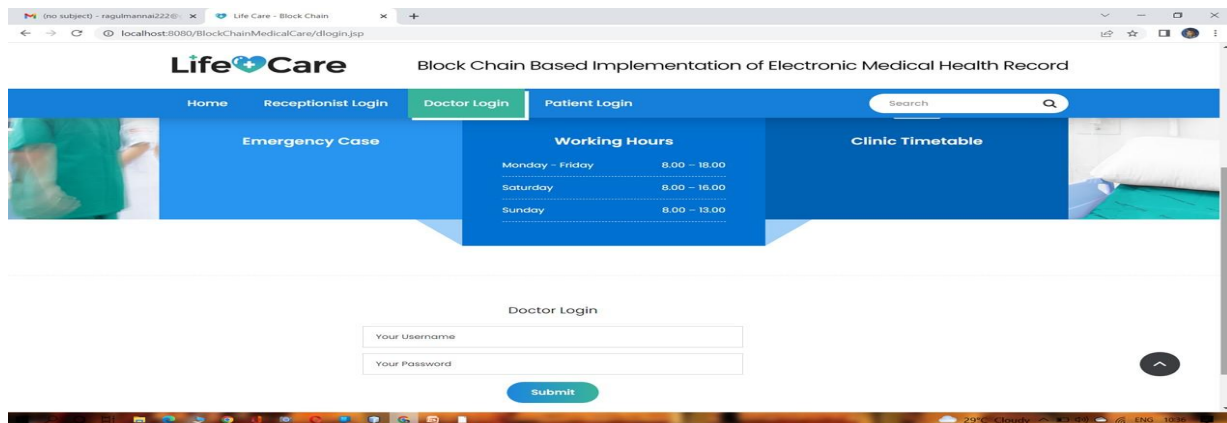 (no subject) - ragulmannai222@
Life Care - Block Chain
localhost:8080/BlockChainMedicalCare/dlogin.jsp
Life Care
Block Chain Based Implementation of Electronic Medical Health Record
Home Receptionist Login Doctor Login Patient Login Search
Emergency Case
Working Hours
Monday - Friday 8.00 – 18.00
Saturday 8.00 – 16.00
Sunday 8.00 – 13.00
Clinic Timetable
Doctor Login
Your Username
Your Password
Submit
29°C Cloudy ENG 10:36